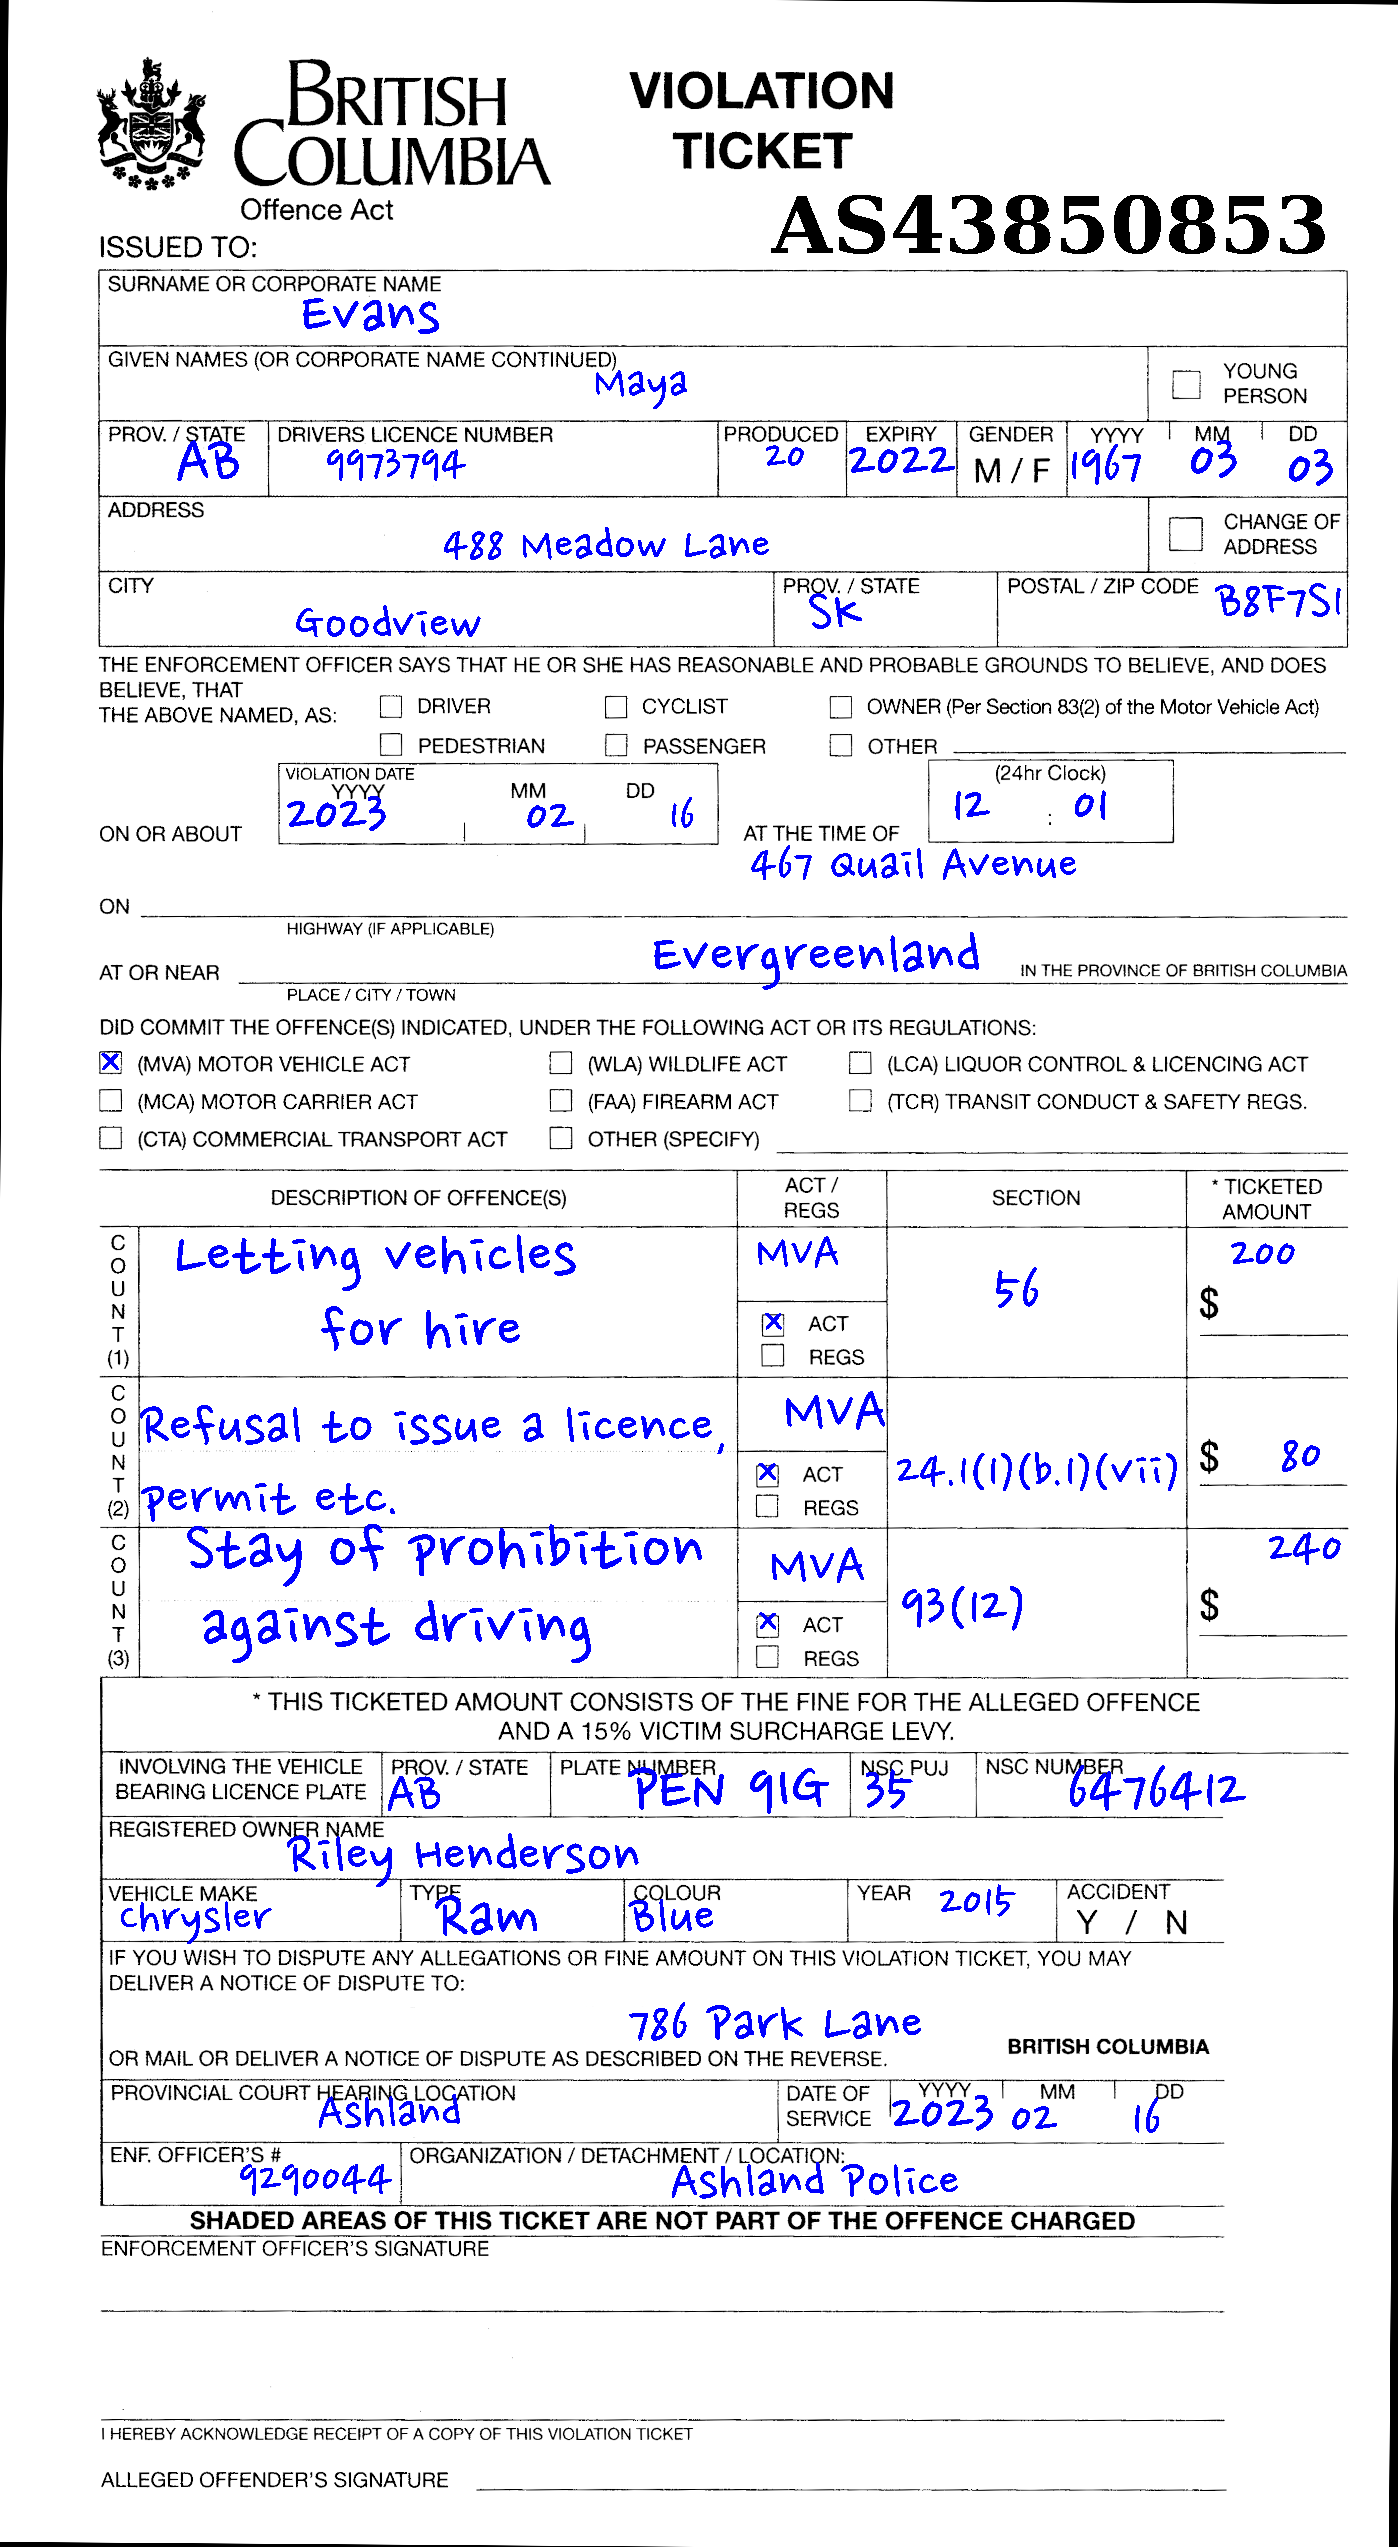 BRITISH COLUMBIA
Offence Act
VIOLATION TICKET
AS43850853
ISSUED TO:
SURNAME OR CORPORATE NAME
Evans
GIVEN NAMES (OR CORPORATE NAME CONTINUED)
Maya
YOUNG PERSON
PROV. / STATE
AB
DRIVERS LICENCE NUMBER
9973794
PRODUCED
20
EXPIRY
2022
GENDER
M / F
YYYY MM DD
1967 03 03
ADDRESS
488 Meadow Lane
CHANGE OF ADDRESS
CITY
Goodview
PROV. / STATE
SK
POSTAL / ZIP CODE
B8F7S1
THE ENFORCEMENT OFFICER SAYS THAT HE OR SHE HAS REASONABLE AND PROBABLE GROUNDS TO BELIEVE, AND DOES
BELIEVE, THAT
THE ABOVE NAMED, AS:
DRIVER
CYCLIST
OWNER (Per Section 83(2) of the Motor Vehicle Act)
PEDESTRIAN
PASSENGER
OTHER
VIOLATION DATE
YYYY MM DD
ON OR ABOUT
2023 02 16
AT THE TIME OF
(24hr Clock)
12 : 01
467 Quail Avenue
ON
HIGHWAY (IF APPLICABLE)
AT OR NEAR
Evergreenland
IN THE PROVINCE OF BRITISH COLUMBIA
PLACE / CITY / TOWN
DID COMMIT THE OFFENCE(S) INDICATED, UNDER THE FOLLOWING ACT OR ITS REGULATIONS:
X (MVA) MOTOR VEHICLE ACT
(WLA) WILDLIFE ACT
(LCA) LIQUOR CONTROL & LICENCING ACT
(MCA) MOTOR CARRIER ACT
(FAA) FIREARM ACT
(TCR) TRANSIT CONDUCT & SAFETY REGS.
(CTA) COMMERCIAL TRANSPORT ACT
OTHER (SPECIFY)
DESCRIPTION OF OFFENCE(S)
ACT / REGS
SECTION
* TICKETED AMOUNT
COUNT (1)
Letting vehicles
for hire
MVA
X ACT
REGS
56
$ 200
COUNT (2)
Refusal to issue a licence,
permit etc.
MVA
X ACT
REGS
24.1(1)(b.1)(vii)
$ 80
COUNT (3)
Stay of prohibition
against driving
MVA
X ACT
REGS
93(12)
$ 240
* THIS TICKETED AMOUNT CONSISTS OF THE FINE FOR THE ALLEGED OFFENCE
AND A 15% VICTIM SURCHARGE LEVY.
INVOLVING THE VEHICLE
BEARING LICENCE PLATE
PROV. / STATE
AB
PLATE NUMBER
PEN 91G
NSC PUJ
35
NSC NUMBER
6476412
REGISTERED OWNER NAME
Riley Henderson
VEHICLE MAKE
Chrysler
TYPE
Ram
COLOUR
Blue
YEAR
2015
ACCIDENT
Y / N
IF YOU WISH TO DISPUTE ANY ALLEGATIONS OR FINE AMOUNT ON THIS VIOLATION TICKET, YOU MAY
DELIVER A NOTICE OF DISPUTE TO:
786 Park Lane
BRITISH COLUMBIA
OR MAIL OR DELIVER A NOTICE OF DISPUTE AS DESCRIBED ON THE REVERSE.
PROVINCIAL COURT HEARING LOCATION
Ashland
DATE OF SERVICE
YYYY MM DD
2023 02 16
ENF. OFFICER'S #
9290044
ORGANIZATION / DETACHMENT / LOCATION:
Ashland Police
SHADED AREAS OF THIS TICKET ARE NOT PART OF THE OFFENCE CHARGED
ENFORCEMENT OFFICER'S SIGNATURE
I HEREBY ACKNOWLEDGE RECEIPT OF A COPY OF THIS VIOLATION TICKET
ALLEGED OFFENDER'S SIGNATURE